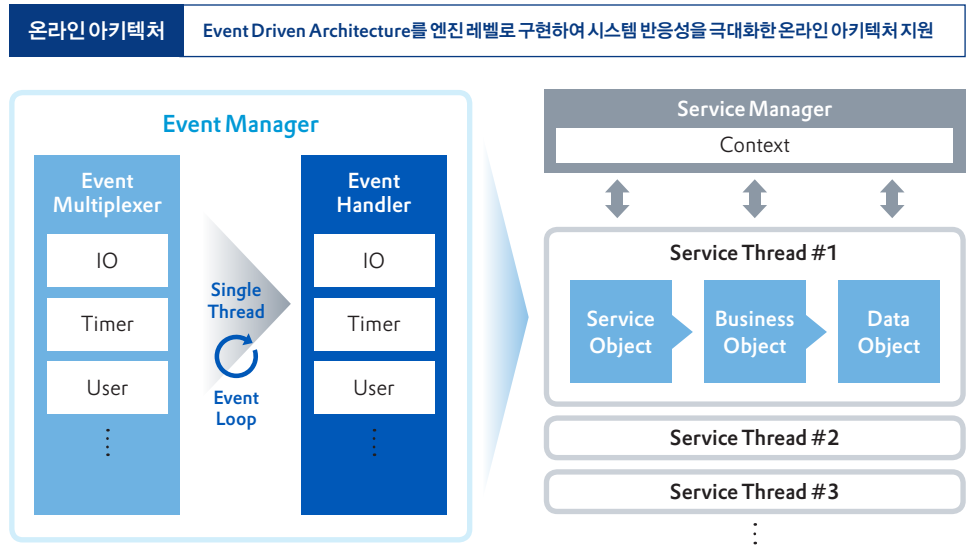 온라인 아키텍처
Event Driven Architecture를 엔진 레벨로 구현하여 시스템 반응성을 극대화한 온라인 아키텍처 지원
Event Manager
Event
Multiplexer
IO
Timer
User
Single
Thread
Event
Loop
Event
Handler
IO
Timer
User
Service Manager
Context
Service Thread #1
Service
Object
Business
Object
Data
Object
Service Thread #2
Service Thread #3